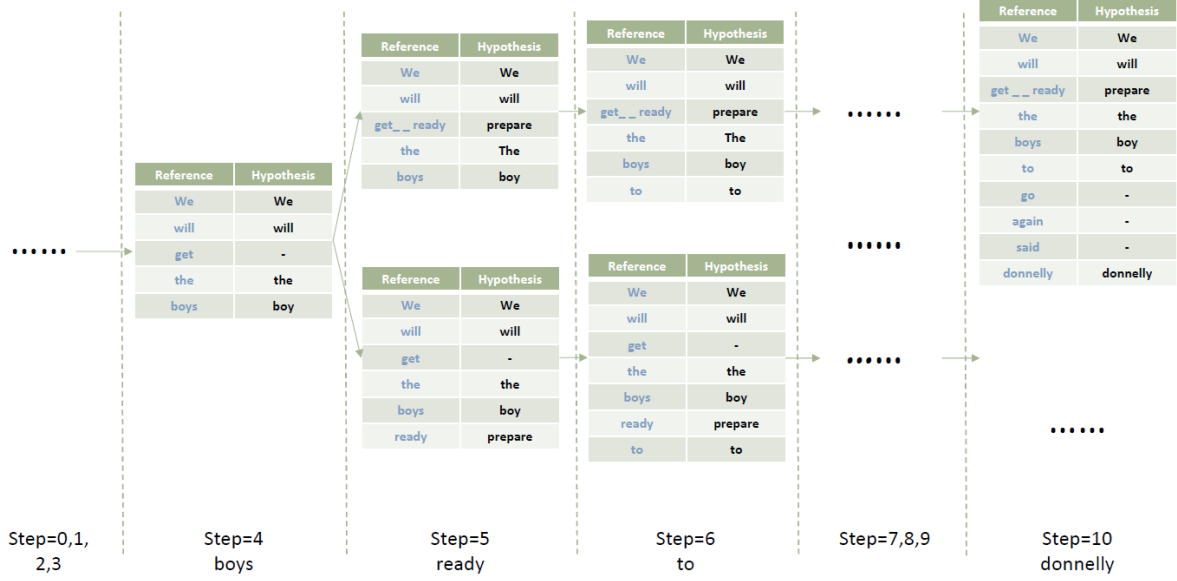 ......
Step=0,1,
2,3
Reference Hypothesis
We We
will will
get -
the the
boys boy
Step=4
boys
Reference Hypothesis
We We
will will
get_ _ ready prepare
the The
boys boy
Reference Hypothesis
We We
will will
get -
the the
boys boy
ready prepare
Step=5
ready
Reference Hypothesis
We We
will will
get_ _ ready prepare
the The
boys boy
to to
Reference Hypothesis
We We
will will
get -
the the
boys boy
ready prepare
to to
Step=6
to
......
......
......
Step=7,8,9
Reference Hypothesis
We We
will will
get _ _ ready prepare
the the
boys boy
to to
go -
again -
said -
donnelly donnelly
......
Step=10
donnelly